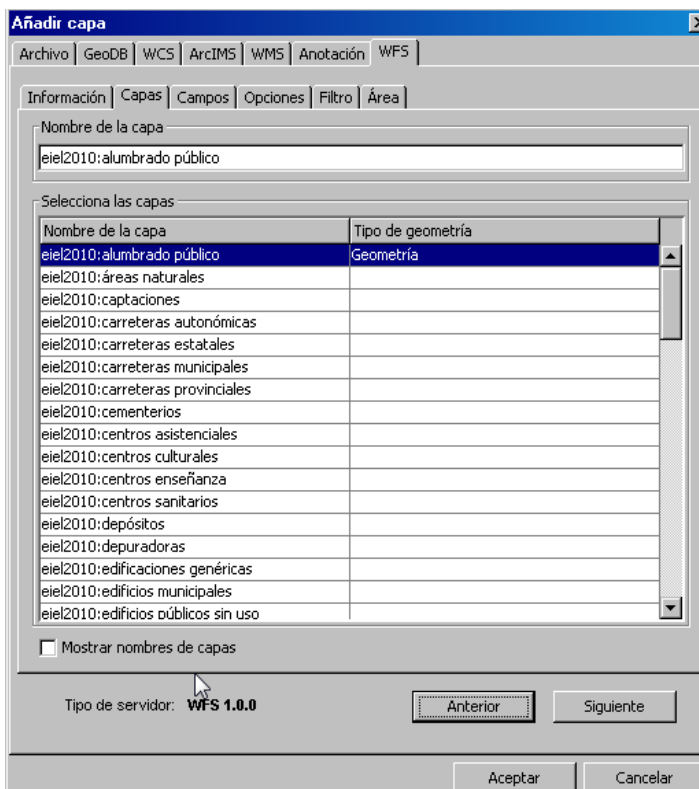 Añadir capa
Archivo GeoDB WCS ArcIMS WMS Anotación WFS
Información Capas Campos Opciones Filtro Área
Nombre de la capa
eiel2010:alumbrado público
Selecciona las capas
Nombre de la capa Tipo de geometría
eiel2010:alumbrado público Geometría
eiel2010:áreas naturales
eiel2010:captaciones
eiel2010:carreteras autonómicas
eiel2010:carreteras estatales
eiel2010:carreteras municipales
eiel2010:carreteras provinciales
eiel2010:cementerios
eiel2010:centros asistenciales
eiel2010:centros culturales
eiel2010:centros enseñanza
eiel2010:centros sanitarios
eiel2010:depósitos
eiel2010:depuradoras
eiel2010:edificaciones genéricas
eiel2010:edificios municipales
eiel2010:edificios públicos sin uso
Mostrar nombres de capas
Tipo de servidor: WFS 1.0.0 Anterior Siguiente
Aceptar Cancelar